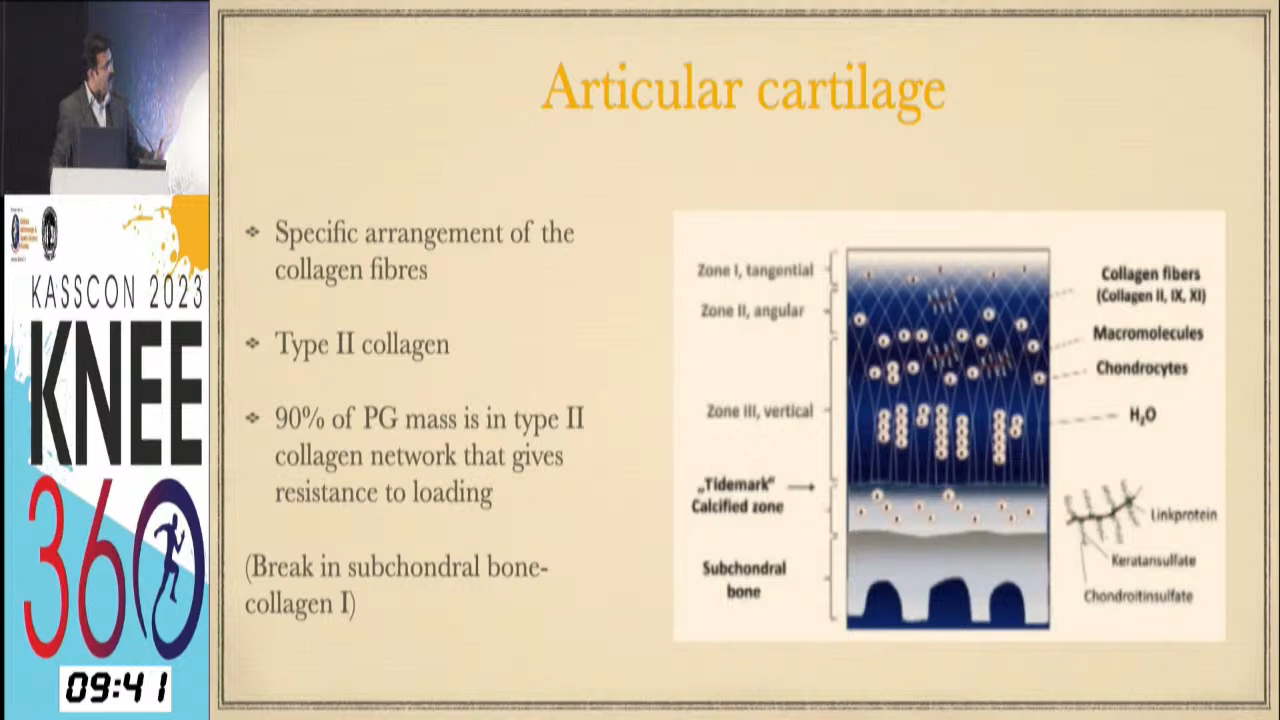 Articular cartilage
Specific arrangement of the
collagen fibres
Type II collagen
90% of PG mass is in type II
collagen network that gives
resistance to loading
(Break in subchondral bone-
collagen I)
Zone I, tangential
Zone II, angular
Zone III, vertical
„Tidemark“
Calcified zone
Subchondral
bone
Collagen fibers
(Collagen II, IX, XI)
Macromolecules
Chondrocytes
H₂O
Linkprotein
Keratansulfate
Chondroitinsulfate
KASSCON 2023
KNEE
360
09:41